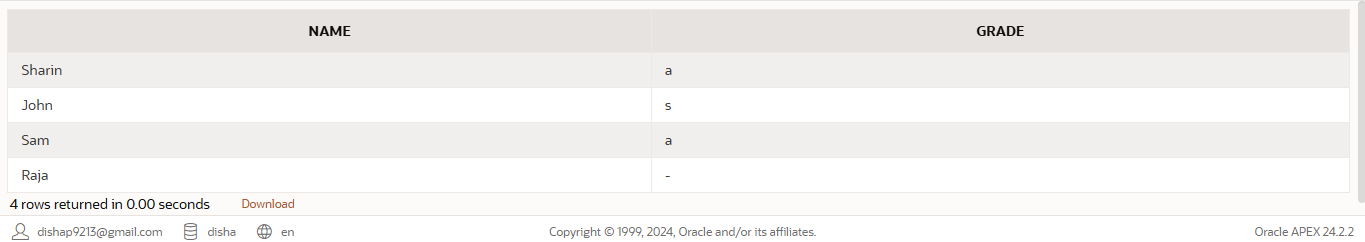 NAME GRADE
Sharin a
John s
Sam a
Raja -
4 rows returned in 0.00 seconds Download
dishap9213@gmail.com disha en Copyright © 1999, 2024, Oracle and/or its affiliates. Oracle APEX 24.2.2